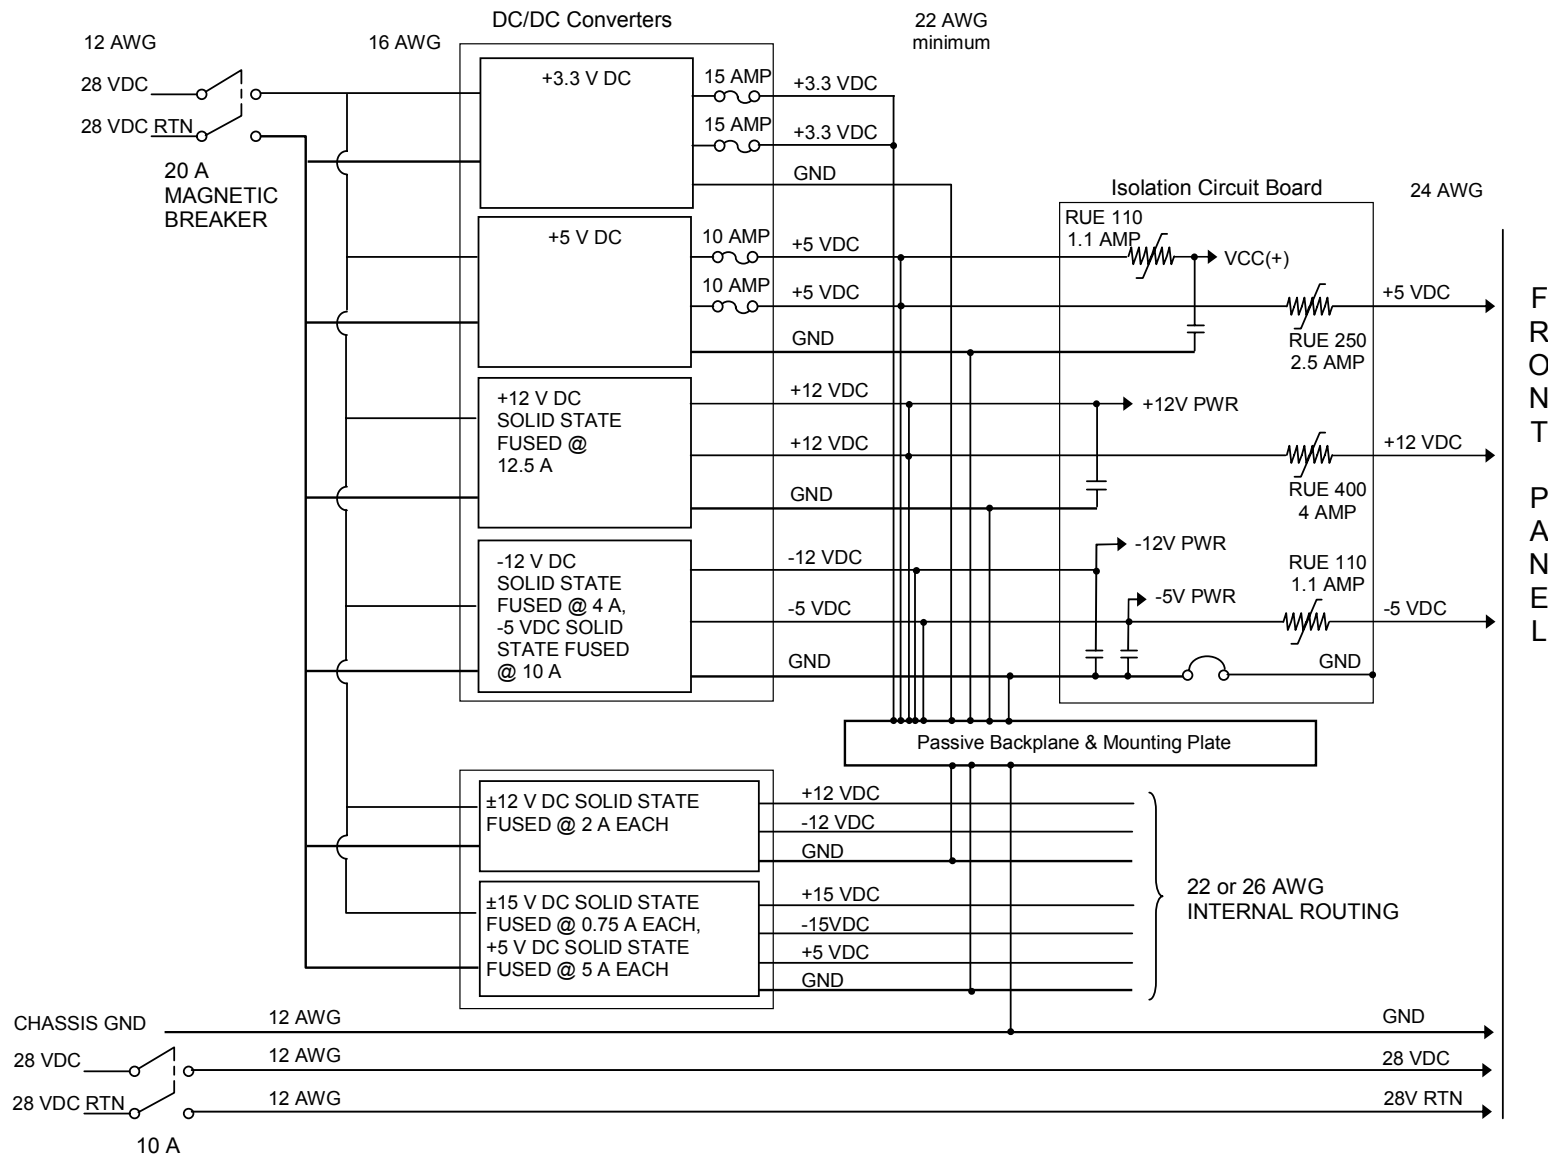 DC/DC Converters
22 AWG
minimum
12 AWG
16 AWG
28 VDC
28 VDC RTN
20 A
MAGNETIC
BREAKER
+3.3 V DC
15 AMP
+3.3 VDC
15 AMP
+3.3 VDC
GND
Isolation Circuit Board
24 AWG
+5 V DC
10 AMP
+5 VDC
10 AMP
+5 VDC
GND
RUE 110
1.1 AMP
VCC(+)
+5 VDC
RUE 250
2.5 AMP
+12 V DC
SOLID STATE
FUSED @
12.5 A
+12 VDC
+12 VDC
GND
+12V PWR
+12 VDC
RUE 400
4 AMP
-12 V DC
SOLID STATE
FUSED @ 4 A,
-5 VDC SOLID
STATE FUSED
@ 10 A
-12 VDC
-5 VDC
GND
-12V PWR
-5V PWR
RUE 110
1.1 AMP
-5 VDC
GND
FRONT PANEL
Passive Backplane & Mounting Plate
±12 V DC SOLID STATE
FUSED @ 2 A EACH
+12 VDC
-12 VDC
GND
±15 V DC SOLID STATE
FUSED @ 0.75 A EACH,
+5 V DC SOLID STATE
FUSED @ 5 A EACH
+15 VDC
-15VDC
+5 VDC
GND
22 or 26 AWG
INTERNAL ROUTING
CHASSIS GND
12 AWG
GND
28 VDC
12 AWG
28 VDC
28 VDC RTN
12 AWG
28V RTN
10 A